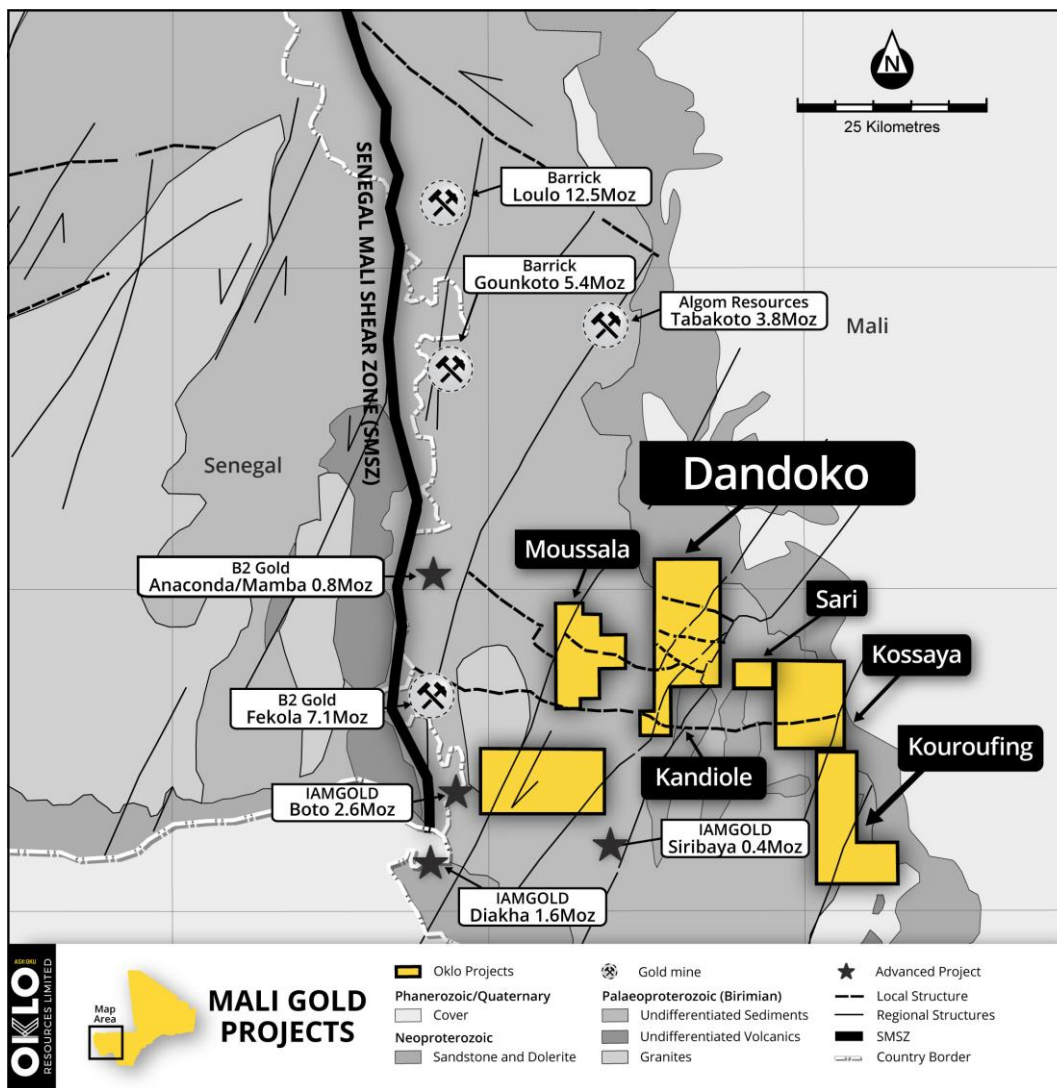 N
25 Kilometres
SENEGAL MALI SHEAR ZONE (SMSZ)
Barrick
Loulo 12.5Moz
Barrick
Gounkoto 5.4Moz
Algom Resources
Tabakoto 3.8Moz
Mali
Senegal
Dandoko
Moussala
B2 Gold
Anaconda/Mamba 0.8Moz
Sari
Kossaya
B2 Gold
Fekola 7.1Moz
Kouroufing
Kandiole
IAMGOLD
Boto 2.6Moz
IAMGOLD
Siribaya 0.4Moz
IAMGOLD
Diakha 1.6Moz
ASX:OKU
OKLO
RESOURCES LIMITED
Map
Area
MALI GOLD
PROJECTS
Oklo Projects
Phanerozoic/Quaternary
Cover
Neoproterozoic
Sandstone and Dolerite
Gold mine
Palaeoproterozoic (Birimian)
Undifferentiated Sediments
Undifferentiated Volcanics
Granites
Advanced Project
Local Structure
Regional Structures
SMSZ
Country Border